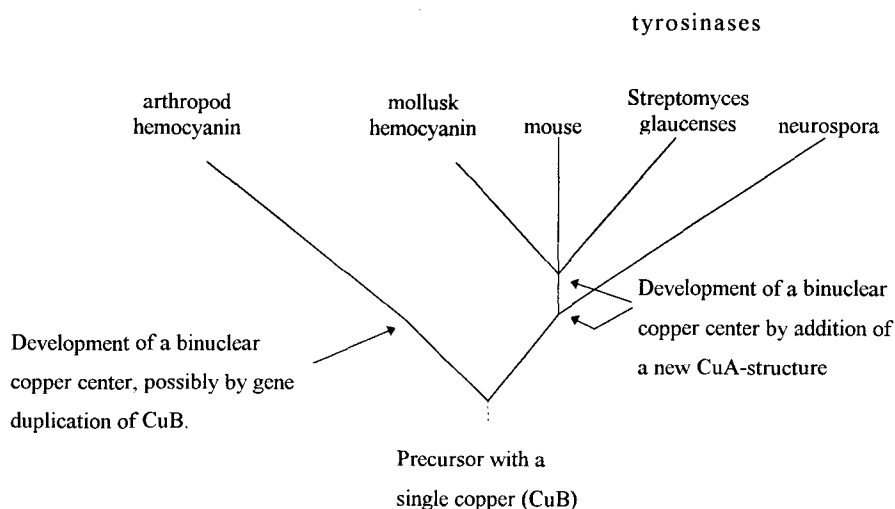 tyrosinases
arthropod
hemocyanin
mollusk
hemocyanin
mouse
Streptomyces
glaucenses
neurospora
Development of a binuclear
copper center by addition of
a new CuA-structure
Development of a binuclear
copper center, possibly by gene
duplication of CuB.
Precursor with a
single copper (CuB)